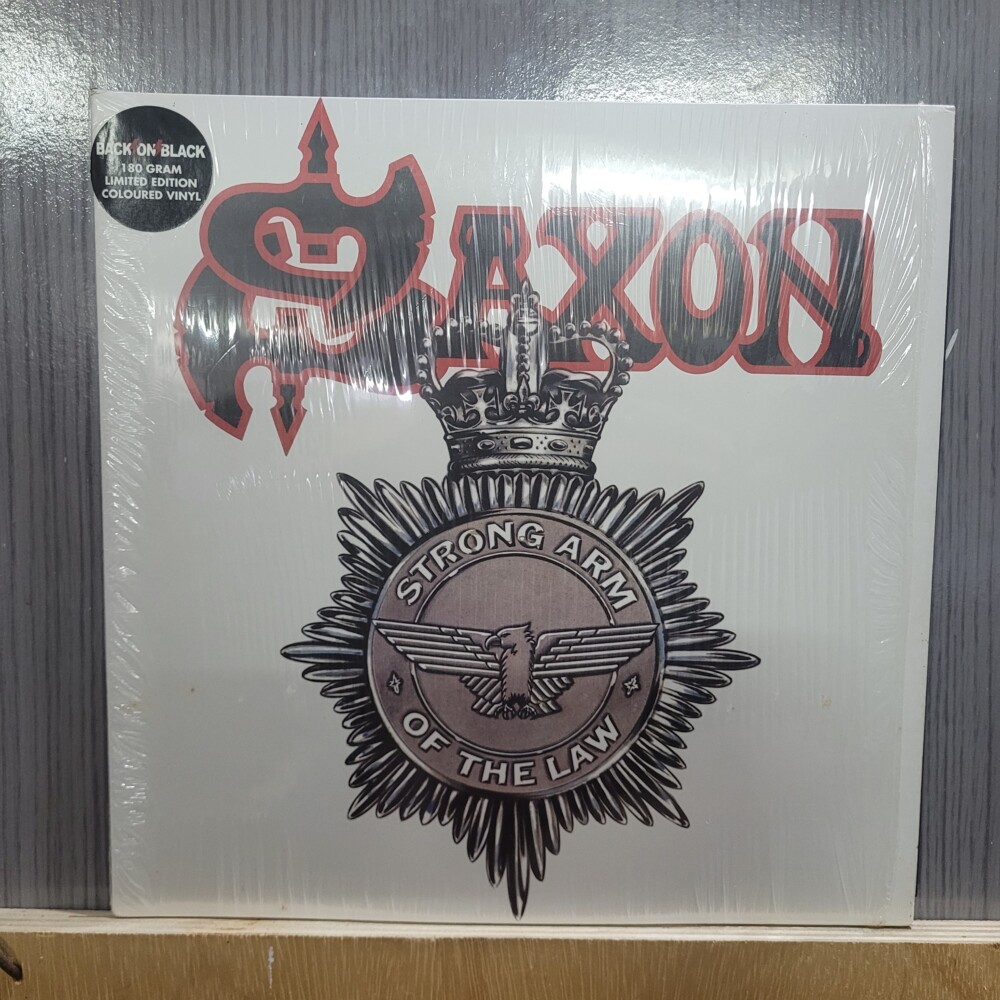 BACK ON BLACK
180 GRAM
LIMITED EDITION
COLOURED VINYL
SAXON
STRONG ARM
OF THE LAW